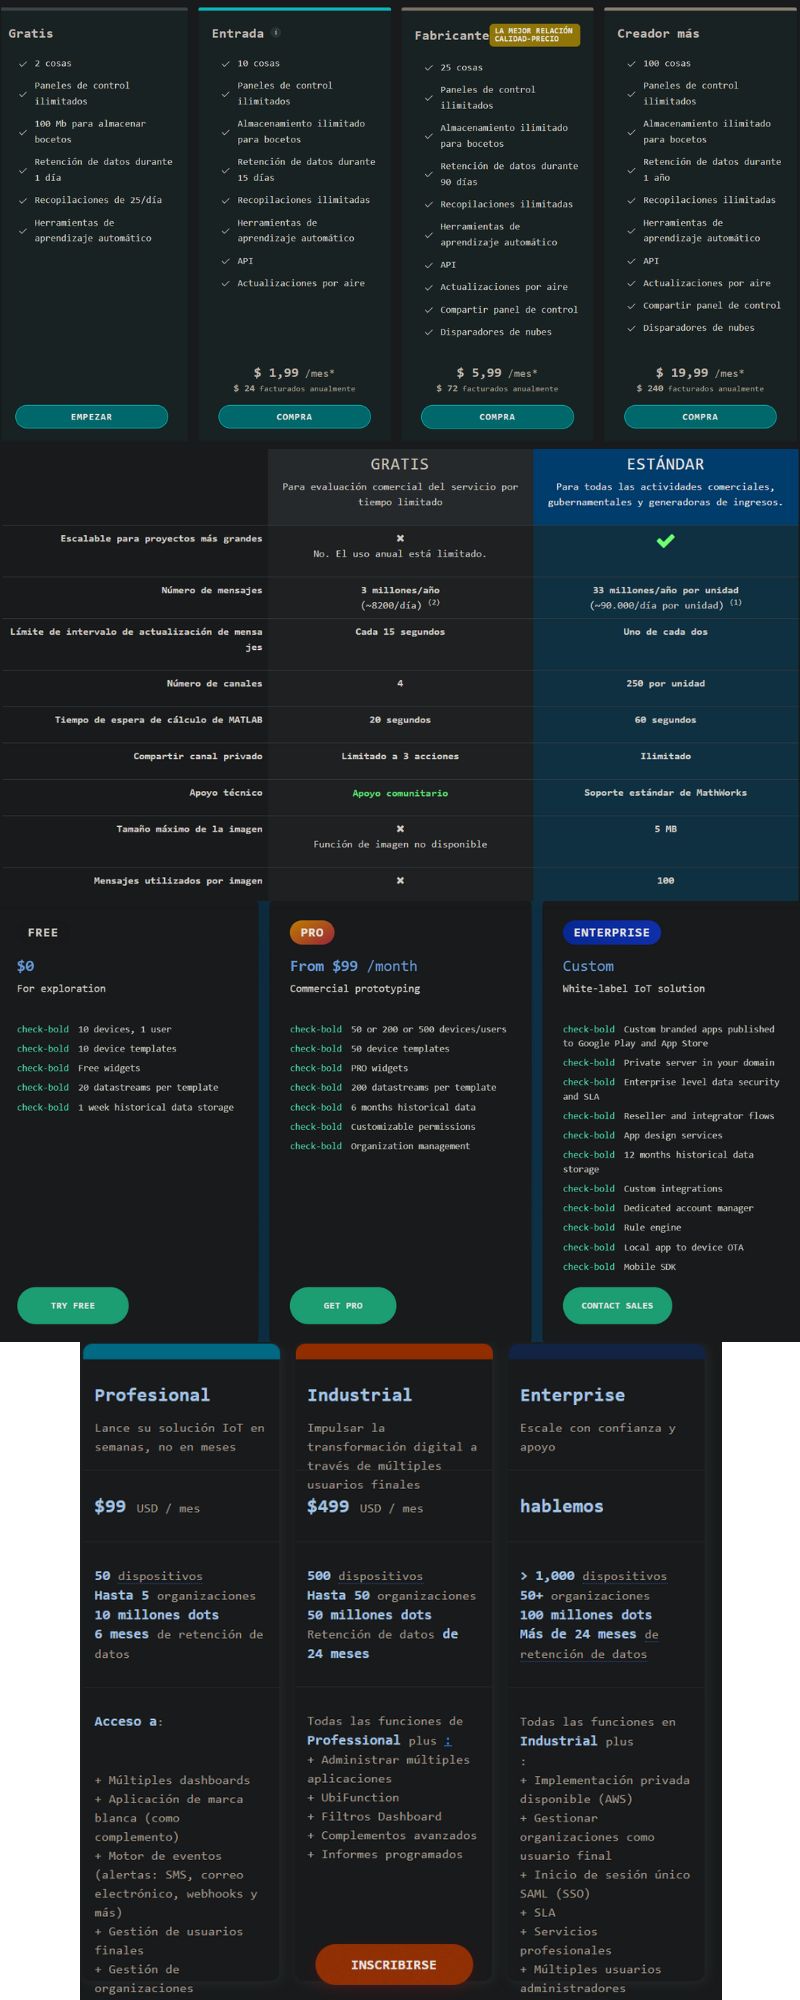 Gratis
2 cosas
Paneles de control
ilimitados
100 Mb para almacenar
bocetos
Retención de datos durante
1 día
Recopilaciones de 25/día
Herramientas de
aprendizaje automático
EMPEZAR
Entrada i
10 cosas
Paneles de control
ilimitados
Almacenamiento ilimitado
para bocetos
Retención de datos durante
15 días
Recopilaciones ilimitadas
Herramientas de
aprendizaje automático
API
Actualizaciones por aire
$ 1,99 /mes*
$ 24 facturados anualmente
COMPRA
Fabricante
LA MEJOR RELACIÓN
CALIDAD-PRECIO
25 cosas
Paneles de control
ilimitados
Almacenamiento ilimitado
para bocetos
Retención de datos durante
90 días
Recopilaciones ilimitadas
Herramientas de
aprendizaje automático
API
Actualizaciones por aire
Compartir panel de control
Disparadores de nubes
$ 5,99 /mes*
$ 72 facturados anualmente
COMPRA
Creador más
100 cosas
Paneles de control
ilimitados
Almacenamiento ilimitado
para bocetos
Retención de datos durante
1 año
Recopilaciones ilimitadas
Herramientas de
aprendizaje automático
API
Actualizaciones por aire
Compartir panel de control
Disparadores de nubes
$ 19,99 /mes*
$ 240 facturados anualmente
COMPRA
GRATIS
Para evaluación comercial del servicio por
tiempo limitado
ESTÁNDAR
Para todas las actividades comerciales,
gubernamentales y generadoras de ingresos.
Escalable para proyectos más grandes
No. El uso anual está limitado.
Número de mensajes
3 millones/año
(~8200/día) (2)
33 millones/año por unidad
(~90.000/día por unidad) (1)
Límite de intervalo de actualización de mensa
jes
Cada 15 segundos
Uno de cada dos
Número de canales
4
250 por unidad
Tiempo de espera de cálculo de MATLAB
20 segundos
60 segundos
Compartir canal privado
Limitado a 3 acciones
Ilimitado
Apoyo técnico
Apoyo comunitario
Soporte estándar de MathWorks
Tamaño máximo de la imagen
Función de imagen no disponible
5 MB
Mensajes utilizados por imagen
100
FREE
$0
For exploration
check-bold 10 devices, 1 user
check-bold 10 device templates
check-bold Free widgets
check-bold 20 datastreams per template
check-bold 1 week historical data storage
TRY FREE
PRO
From $99 /month
Commercial prototyping
check-bold 50 or 200 or 500 devices/users
check-bold 50 device templates
check-bold PRO widgets
check-bold 200 datastreams per template
check-bold 6 months historical data
check-bold Customizable permissions
check-bold Organization management
GET PRO
ENTERPRISE
Custom
White-label IoT solution
check-bold Custom branded apps published
to Google Play and App Store
check-bold Private server in your domain
check-bold Enterprise level data security
and SLA
check-bold Reseller and integrator flows
check-bold App design services
check-bold 12 months historical data
storage
check-bold Custom integrations
check-bold Dedicated account manager
check-bold Rule engine
check-bold Local app to device OTA
check-bold Mobile SDK
CONTACT SALES
Profesional
Lance su solución IoT en
semanas, no en meses
$99 USD / mes
50 dispositivos
Hasta 5 organizaciones
10 millones dots
6 meses de retención de
datos
Acceso a:
+ Múltiples dashboards
+ Aplicación de marca
blanca (como
complemento)
+ Motor de eventos
(alertas: SMS, correo
electrónico, webhooks y
más)
+ Gestión de usuarios
finales
+ Gestión de
organizaciones
Industrial
Impulsar la
transformación digital a
través de múltiples
usuarios finales
$499 USD / mes
500 dispositivos
Hasta 50 organizaciones
50 millones dots
Retención de datos de
24 meses
Todas las funciones de
Professional plus :
+ Administrar múltiples
aplicaciones
+ UbiFunction
+ Filtros Dashboard
+ Complementos avanzados
+ Informes programados
INSCRIBIRSE
Enterprise
Escale con confianza y
apoyo
hablemos
> 1,000 dispositivos
50+ organizaciones
100 millones dots
Más de 24 meses de
retención de datos
Todas las funciones en
Industrial plus
:
+ Implementación privada
disponible (AWS)
+ Gestionar
organizaciones como
usuario final
+ Inicio de sesión único
SAML (SSO)
+ SLA
+ Servicios
profesionales
+ Múltiples usuarios
administradores